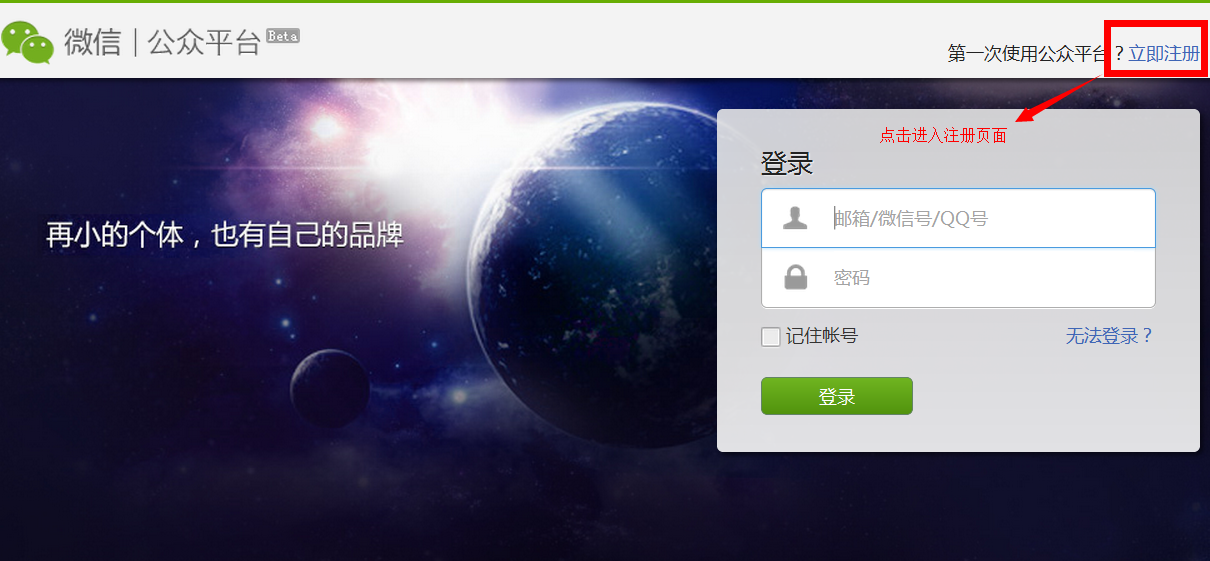 微信 | 公众平台 Beta
第一次使用公众平台？立即注册
点击进入注册页面
登录
邮箱/微信号/QQ号
再小的个体，也有自己的品牌
密码
记住帐号 无法登录？
登录